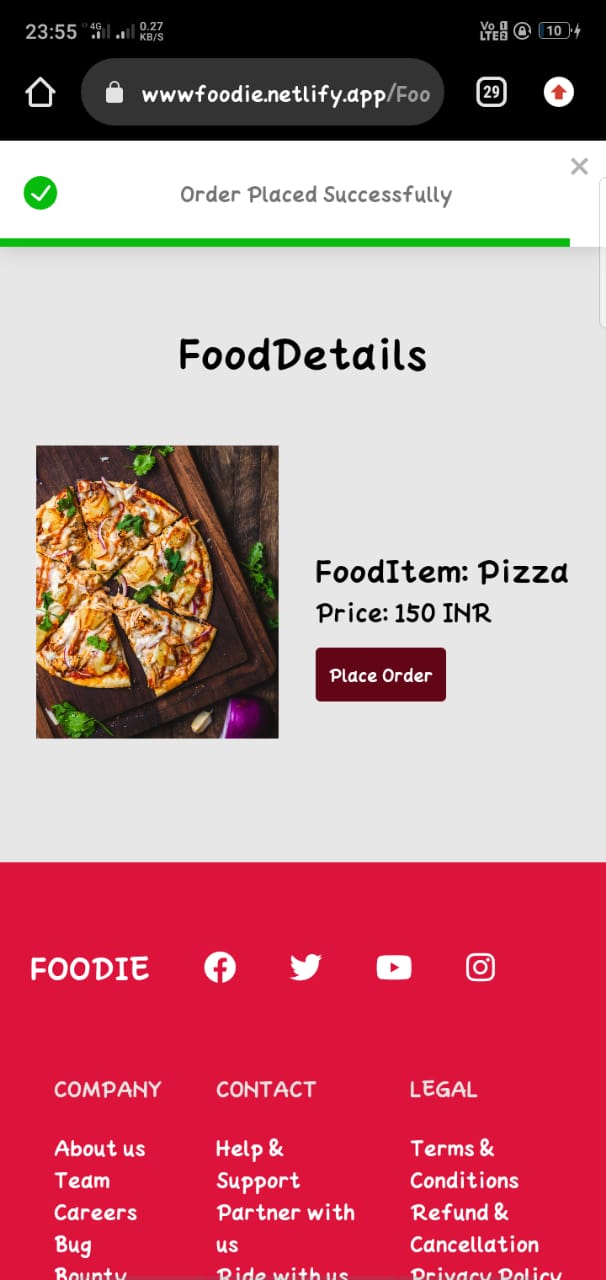 23:55 4G 0.27 KB/S Vo LTE 1 2 10
wwwfoodie.netlify.app/Foo 29
Order Placed Successfully
FoodDetails
FoodItem: Pizza
Price: 150 INR
Place Order
FOODIE
COMPANY
About us
Team
Careers
Bug
Bounty
CONTACT
Help &
Support
Partner with
us
Ride with us
LEGAL
Terms &
Conditions
Refund &
Cancellation
Privacy Policy